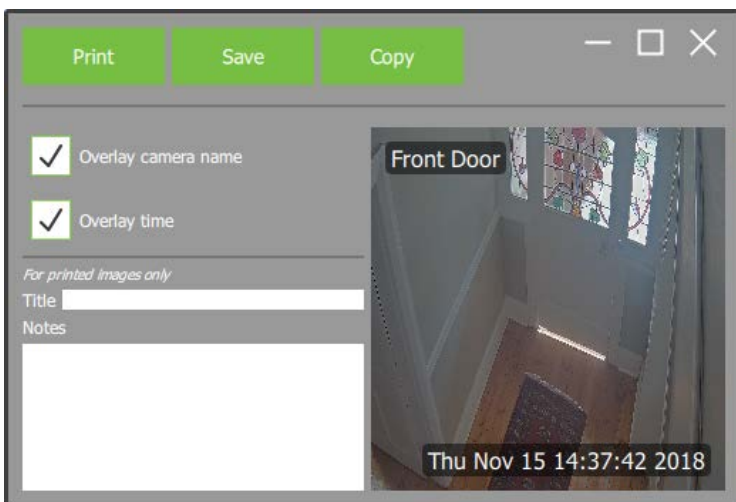 Print Save Copy
Overlay camera name
Front Door
Overlay time
For printed images only
Title
Notes
Thu Nov 15 14:37:42 2018